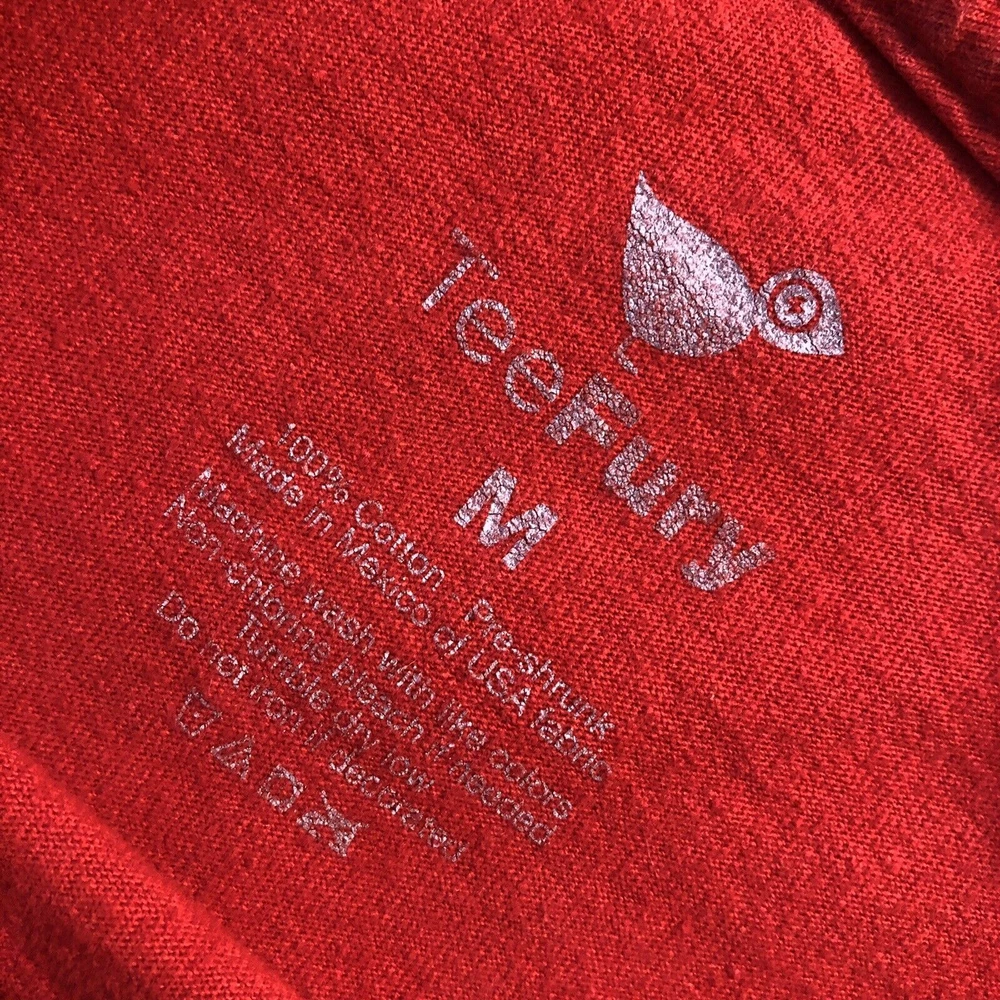 TeeFury
M
100% Cotton - Pre-shrunk
Made in Mexico of USA fabric
Machine wash with like colors
Non-chlorine bleach if needed
Tumble dry low
Do not iron if decorated